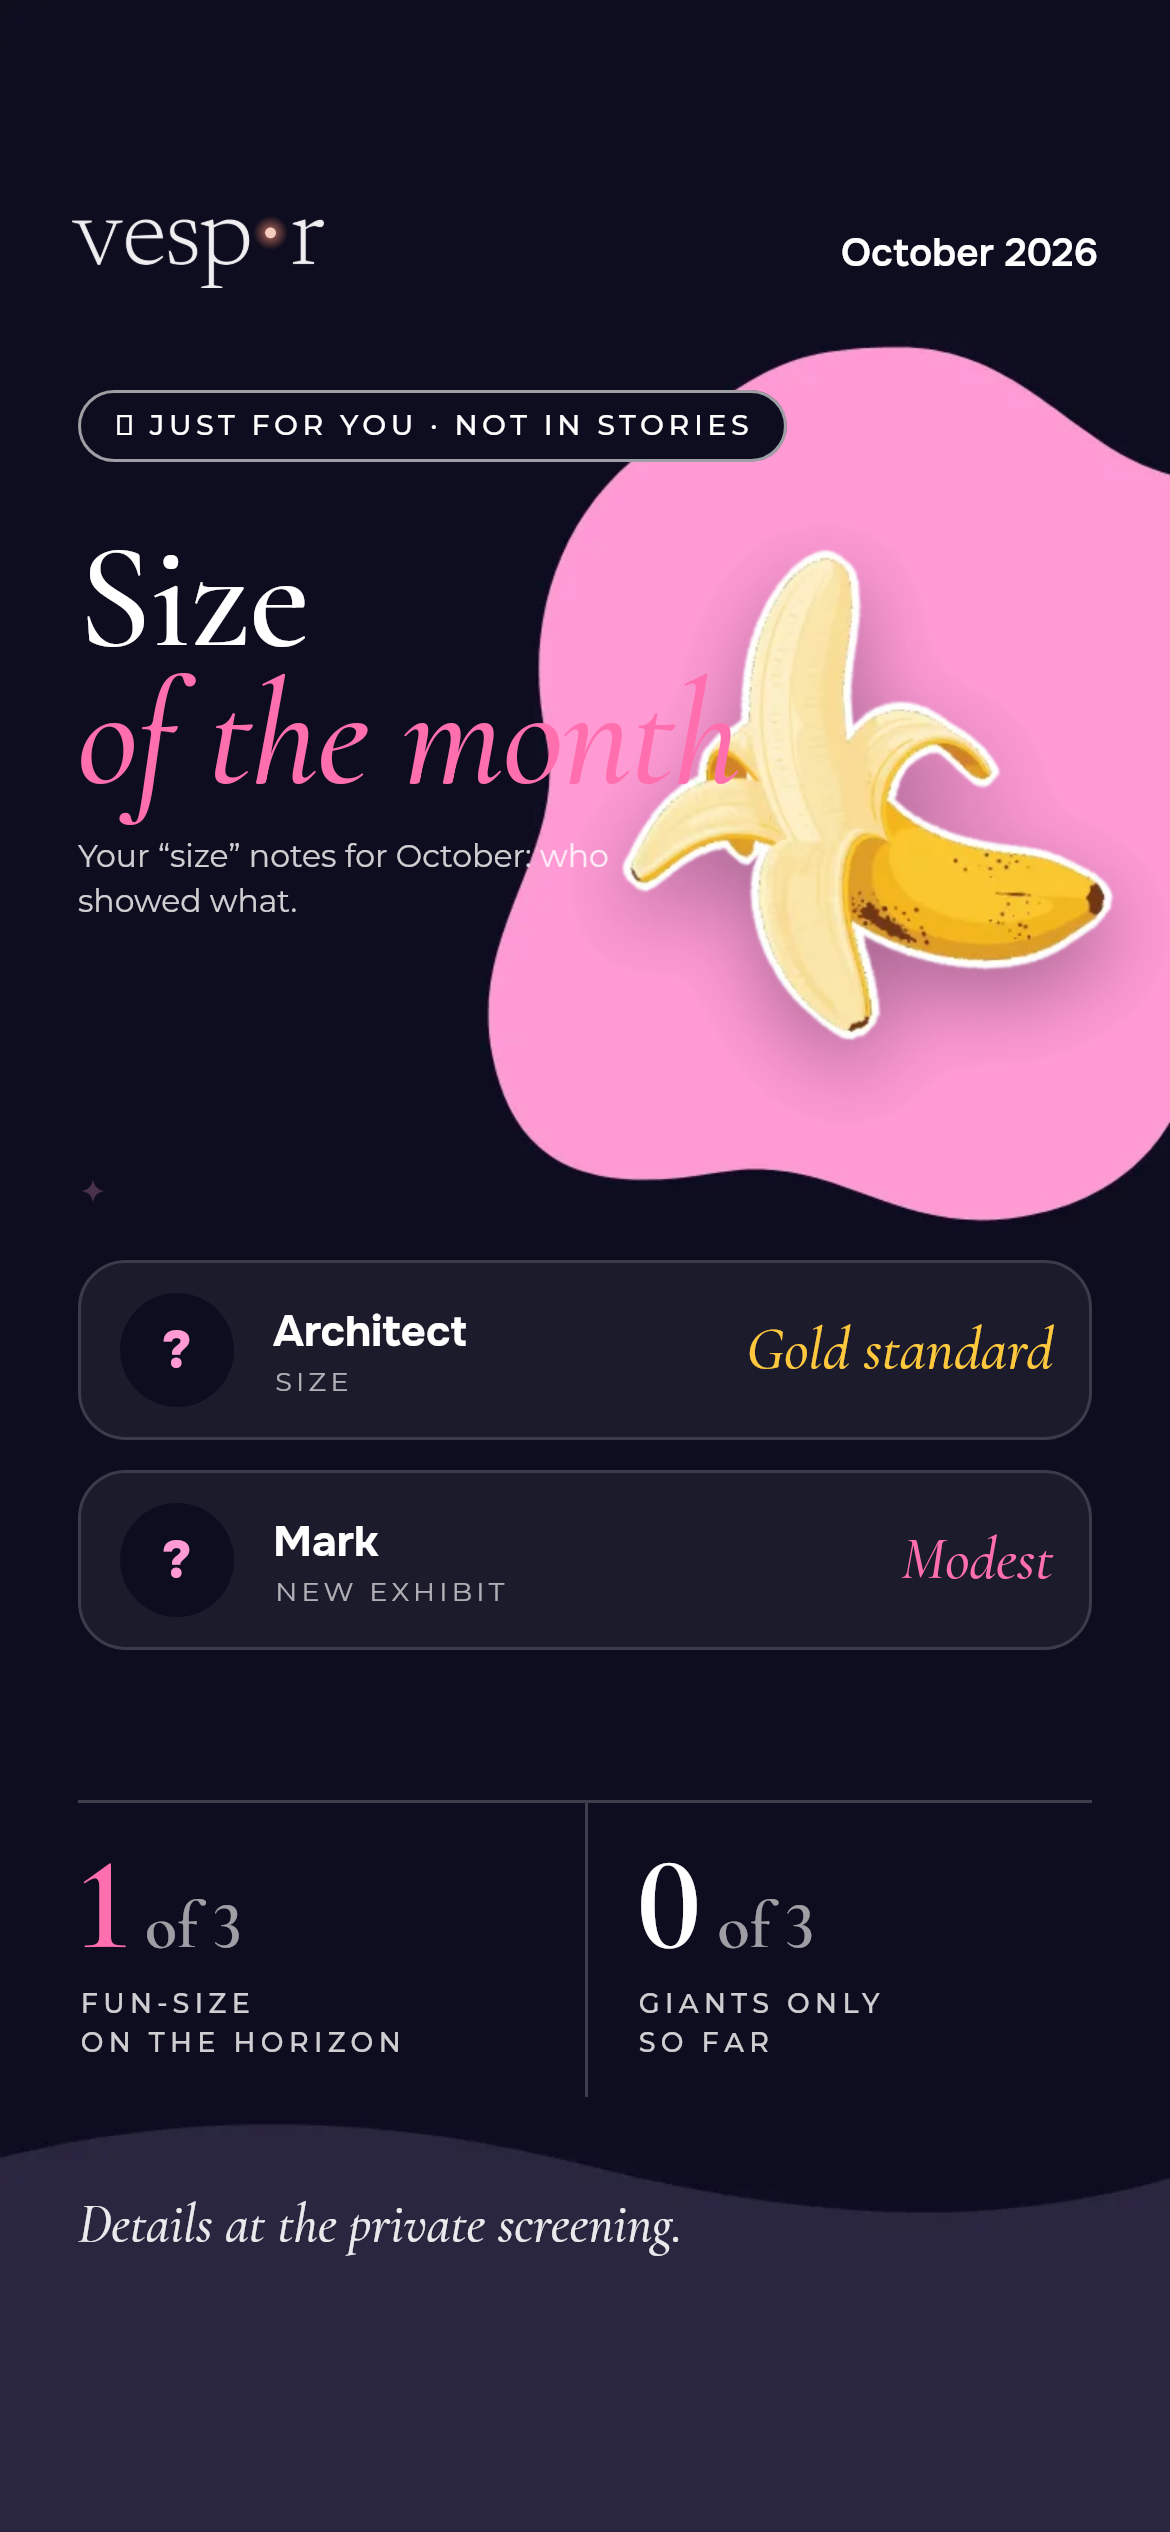 vesp•r
October 2026
JUST FOR YOU · NOT IN STORIES
Size
of the month
Your “size” notes for October: who
showed what.
?
Architect
SIZE
Gold standard
?
Mark
NEW EXHIBIT
Modest
1 of 3
FUN-SIZE
ON THE HORIZON
0 of 3
GIANTS ONLY
SO FAR
Details at the private screening.